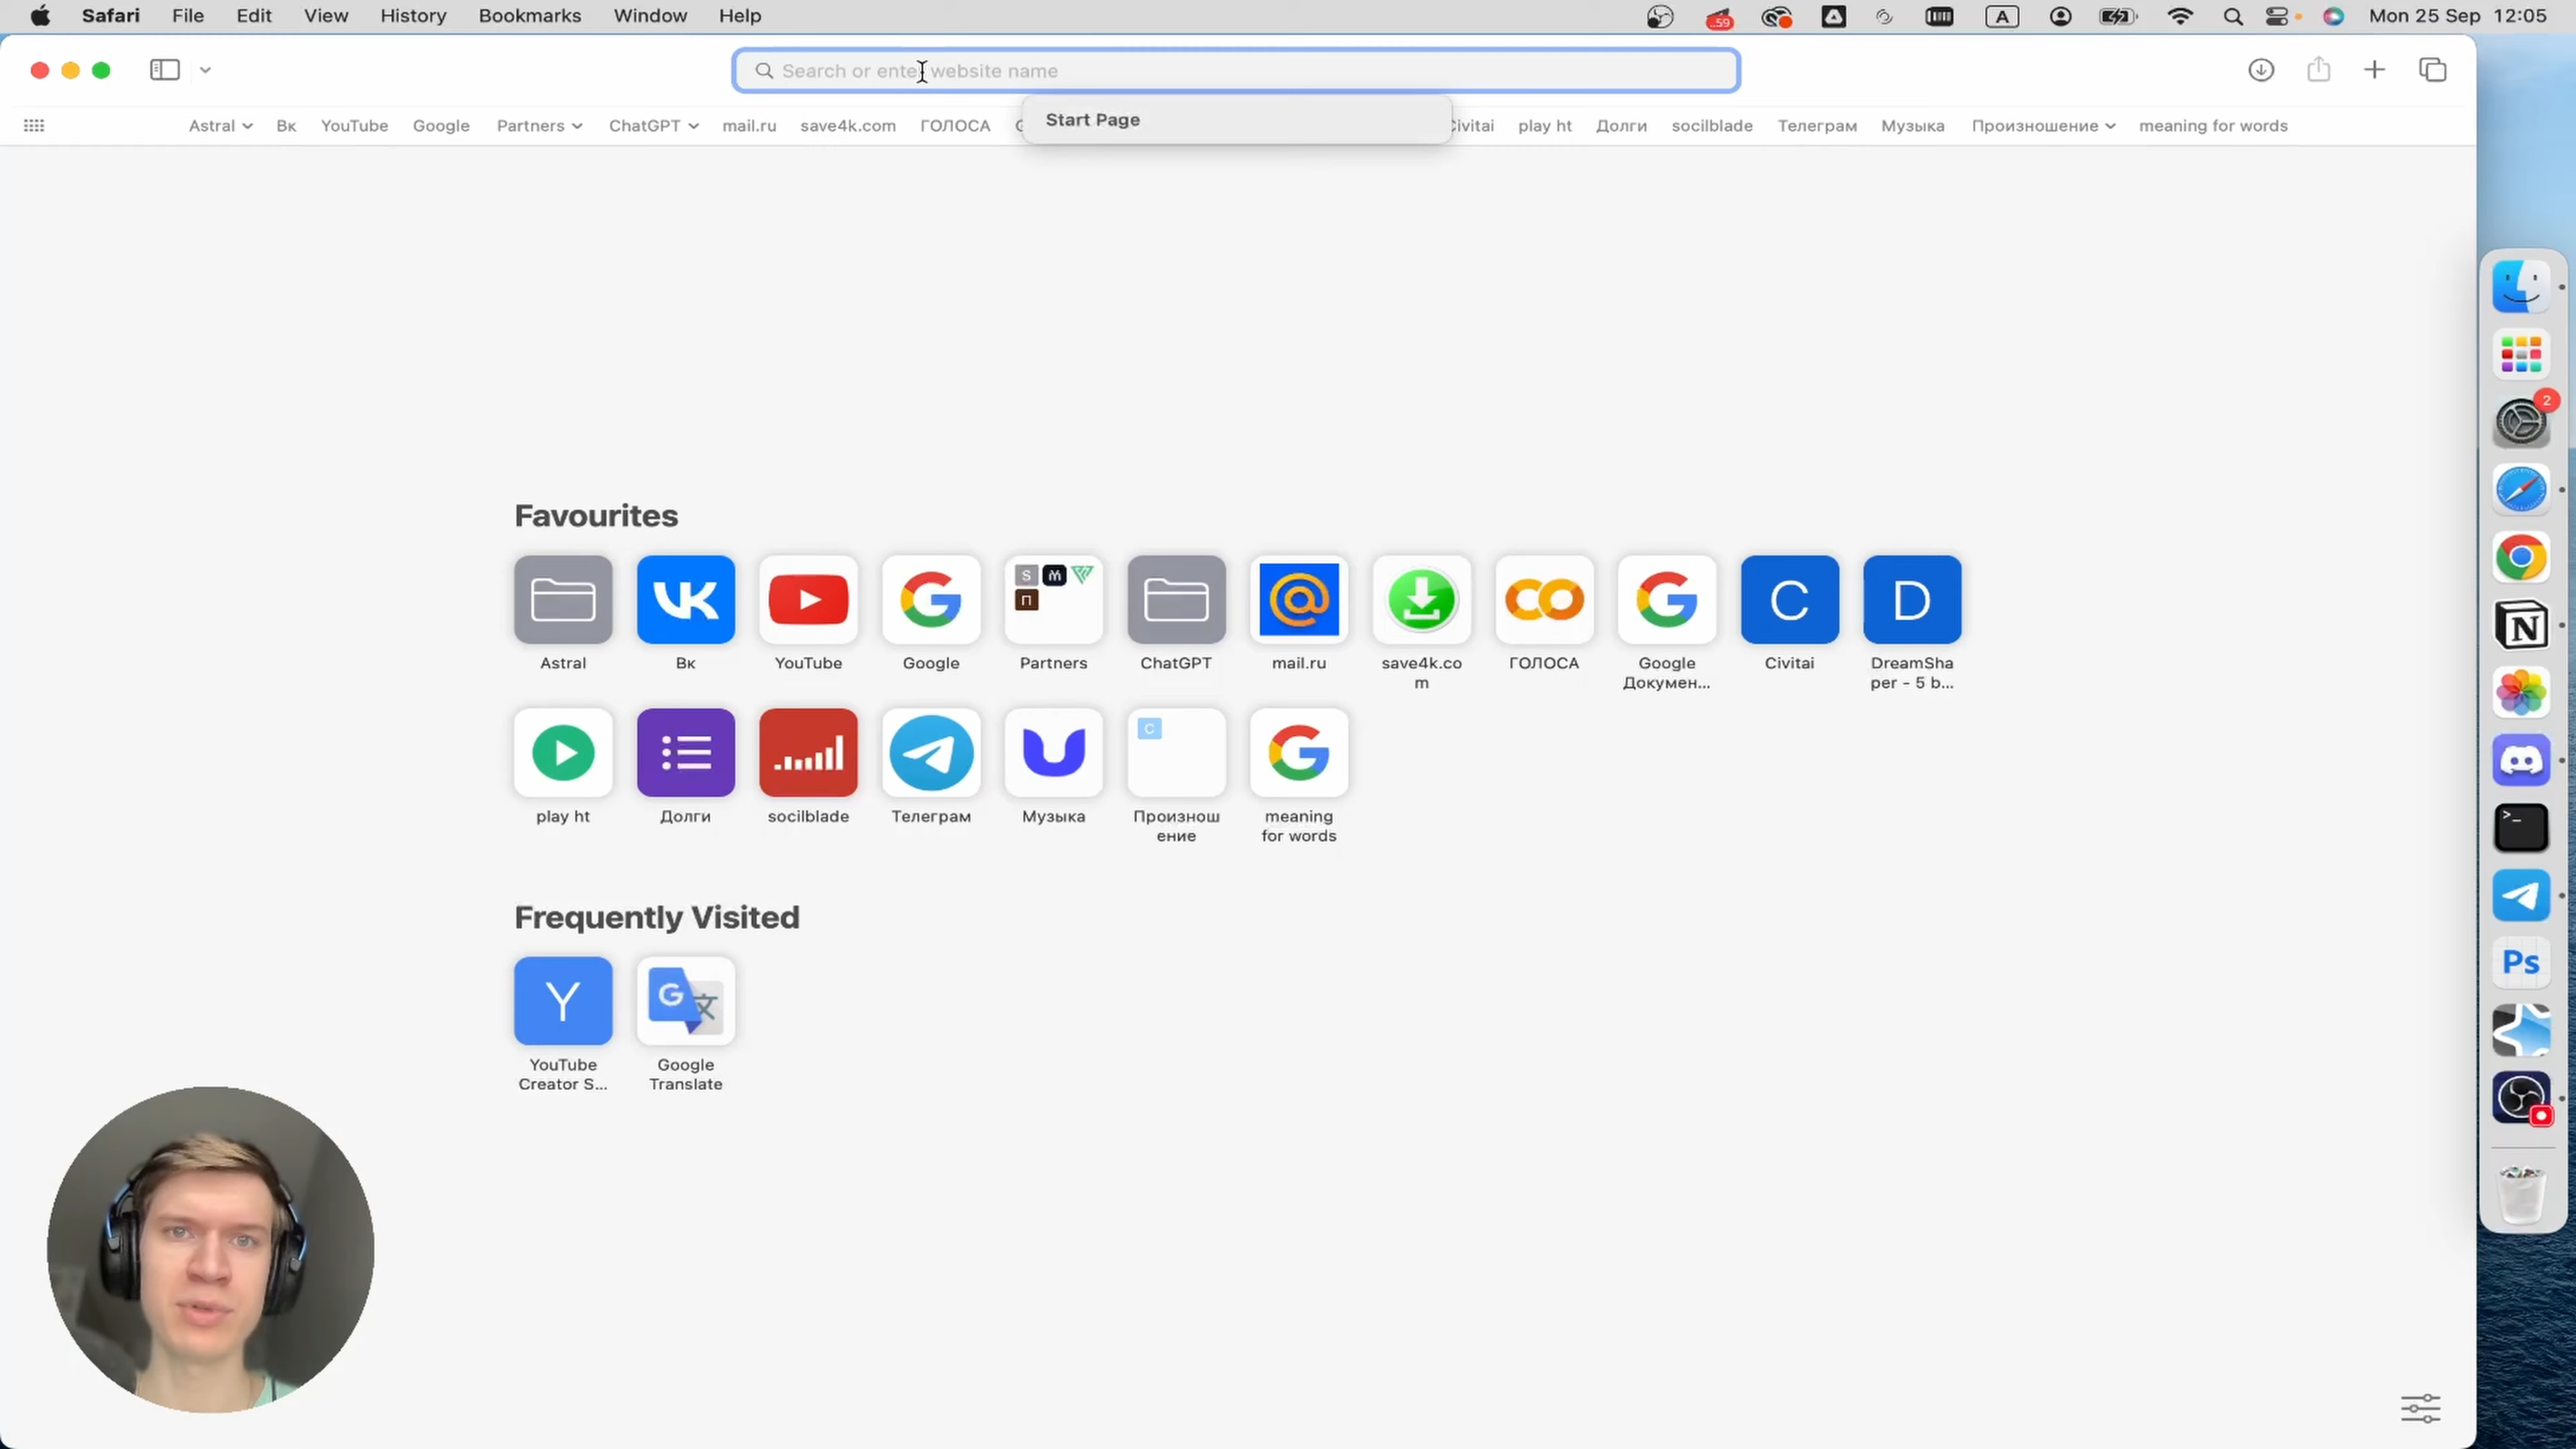 Safari File Edit View History Bookmarks Window Help
.59
A
Mon 25 Sep 12:05
Search or enter website name
Start Page
Astral Вк YouTube Google Partners ChatGPT mail.ru save4k.com ГОЛОСА
Civitai play ht Долги socilblade Телеграм Музыка Произношение meaning for words
2
Favourites
S
П
C
D
Astral
Вк
YouTube
Google
Partners
ChatGPT
mail.ru
save4k.co
m
ГОЛОСА
Google
Докумен...
Civitai
DreamSha
per - 5 b...
C
play ht
Долги
socilblade
Телеграм
Музыка
Произнош
ение
meaning
for words
Frequently Visited
Y
G
YouTube
Creator S...
Google
Translate
Ps